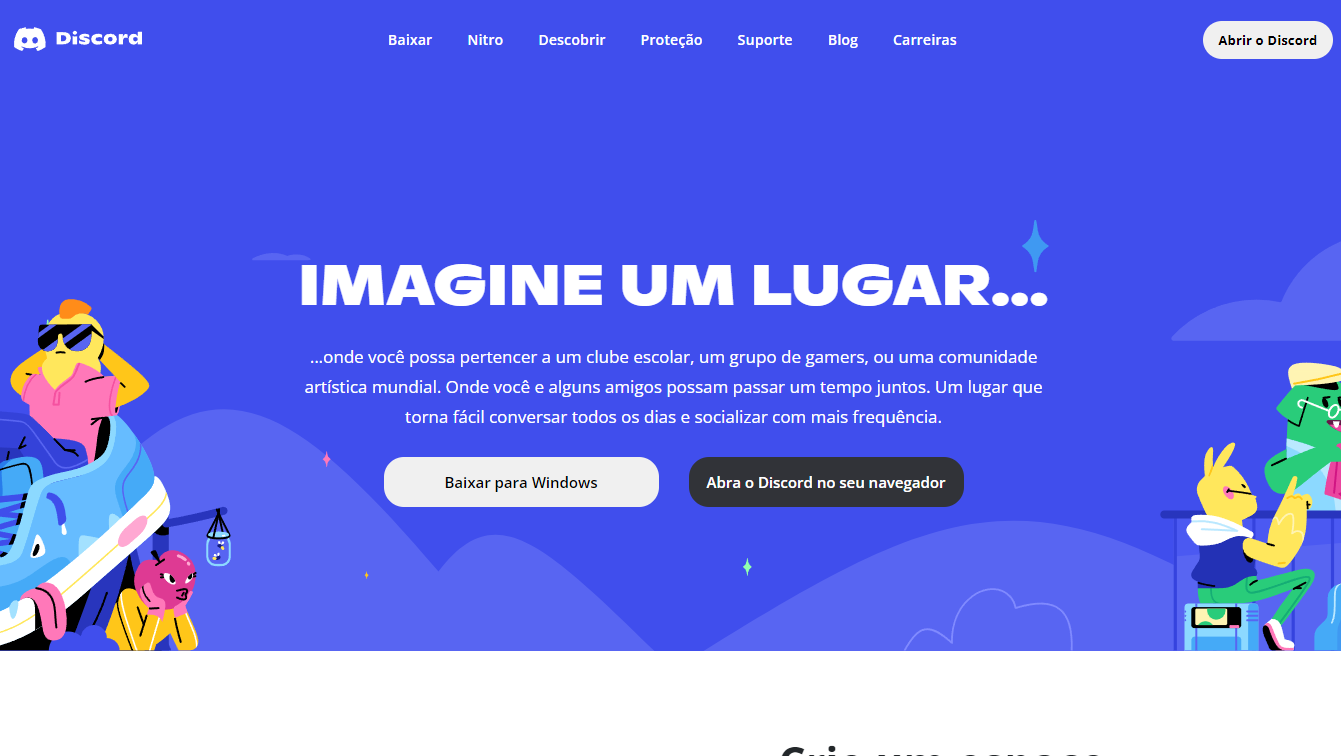 Discord
Baixar
Nitro
Descobrir
Proteção
Suporte
Blog
Carreiras
Abrir o Discord
IMAGINE UM LUGAR...
...onde você possa pertencer a um clube escolar, um grupo de gamers, ou uma comunidade
artística mundial. Onde você e alguns amigos possam passar um tempo juntos. Um lugar que
torna fácil conversar todos os dias e socializar com mais frequência.
Baixar para Windows
Abra o Discord no seu navegador
Crie um espaço